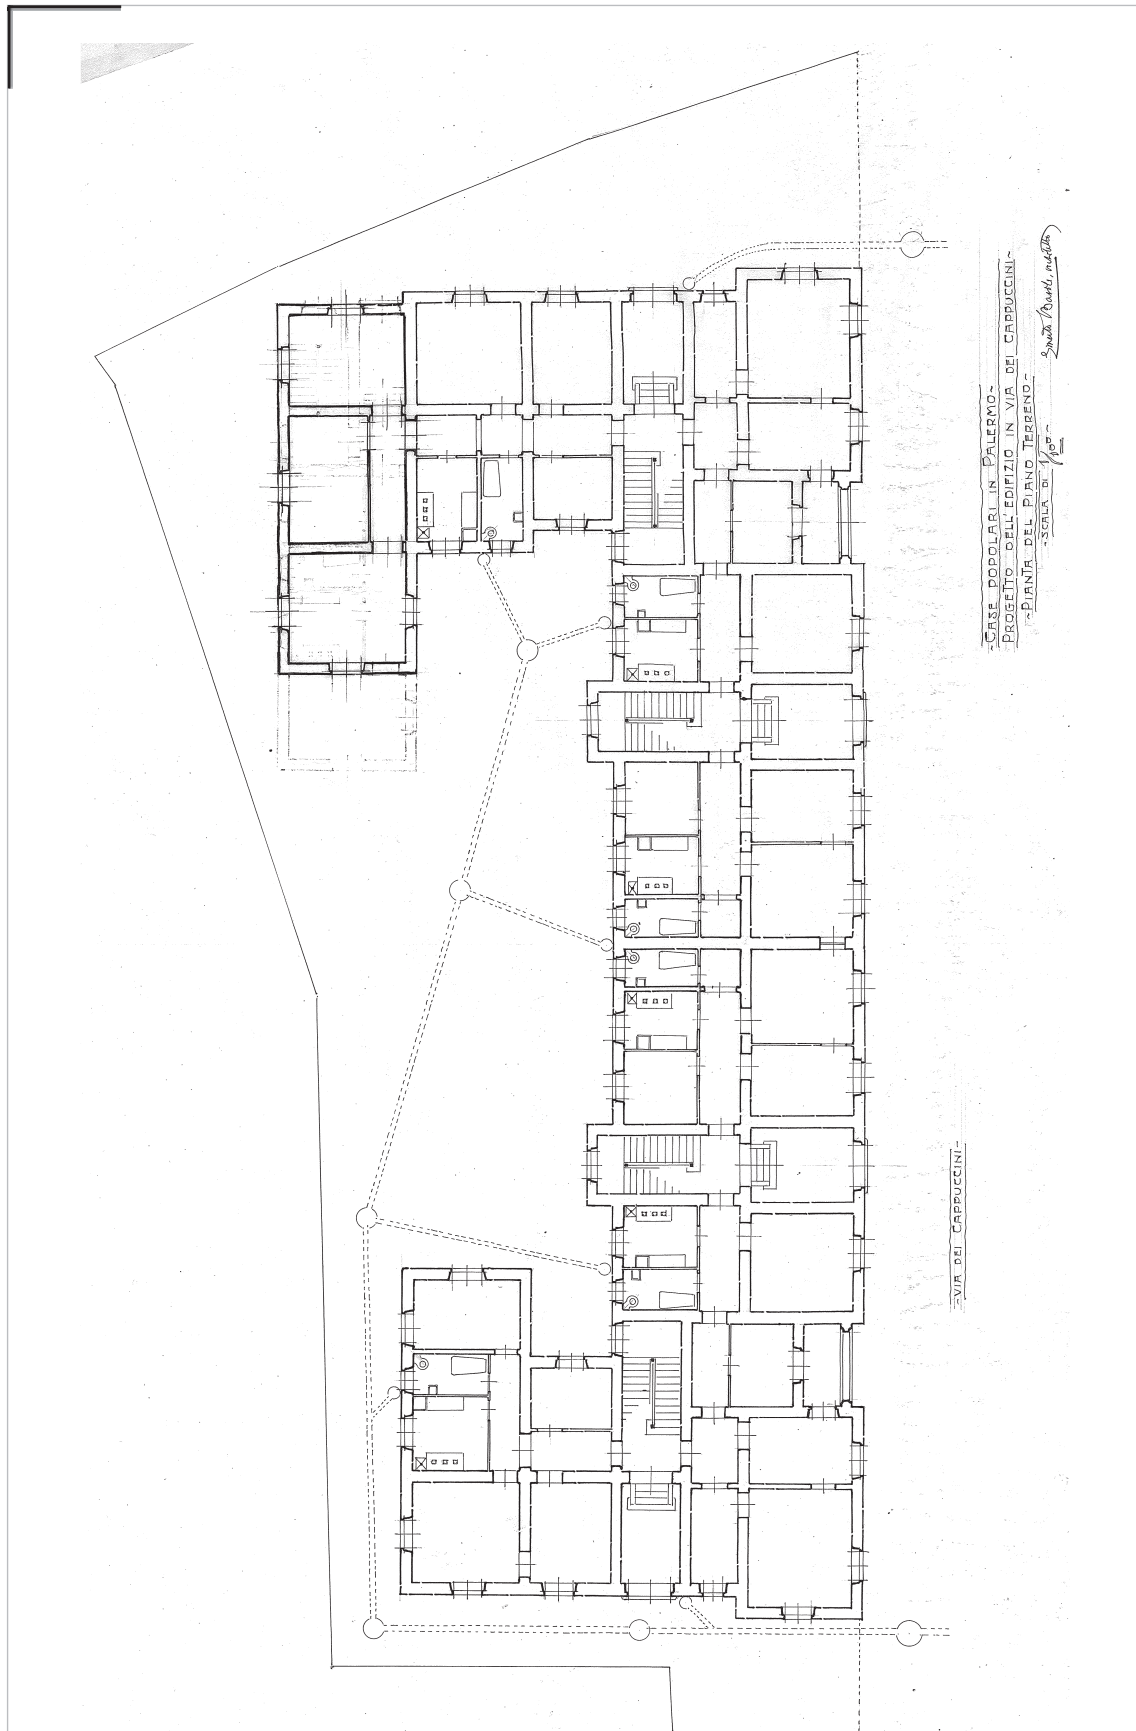 ~CASE POPOLARI IN PALERMO~
PROGETTO DELL'EDIFIZIO IN VIA DEI CAPPUCCINI~
~PIANTA DEL PIANO TERRENO~
-SCALA DI 1/100-
architetto
-VIA DEI CAPPUCCINI-